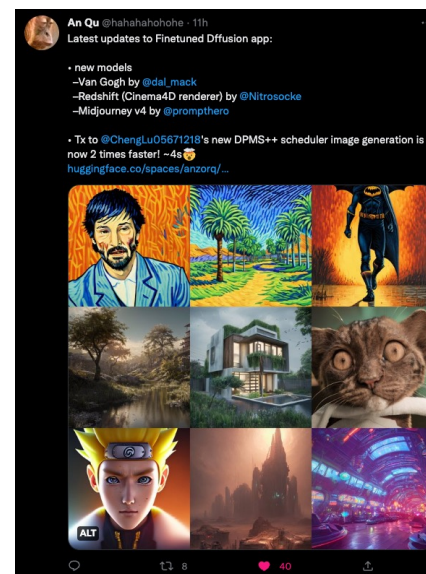 An Qu @hahahahohohe · 11h
Latest updates to Finetuned Dffusion app:
• new models
–Van Gogh by @dal_mack
–Redshift (Cinema4D renderer) by @Nitrosocke
–Midjourney v4 by @prompthero
• Tx to @ChengLu05671218's new DPMS++ scheduler image generation is
now 2 times faster! ~4s🤯
huggingface.co/spaces/anzorq/...
ALT
8
40